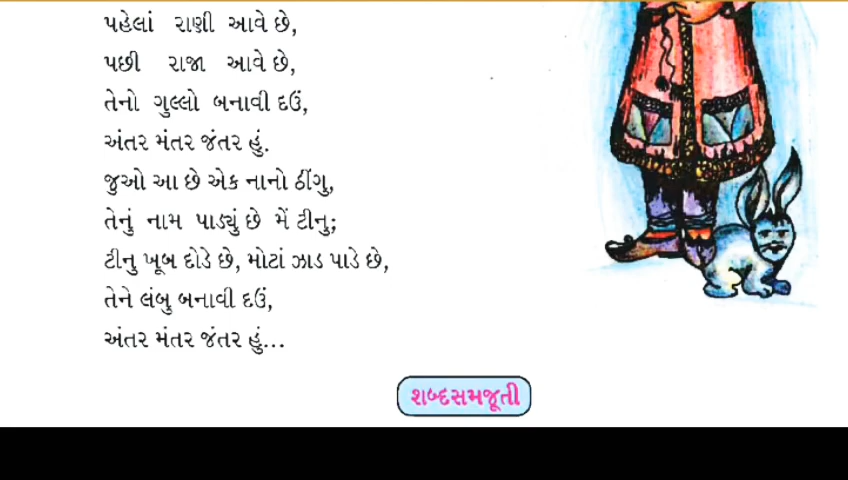 પહેલાં રાણી આવે છે,
પછી રાજા આવે છે,
તેનો ગુલ્લો બનાવી દઉં,
અંતર મંતર જંતર હું.
જુઓ આ છે એક નાનો ઠીંગુ,
તેનું નામ પાડ્યું છે મેં ટીનુ;
ટીનુ ખૂબ દોડે છે, મોટાં ઝાડ પાડે છે,
તેને લંબુ બનાવી દઉં,
અંતર મંતર જંતર હું...
શબ્દસમજૂતી